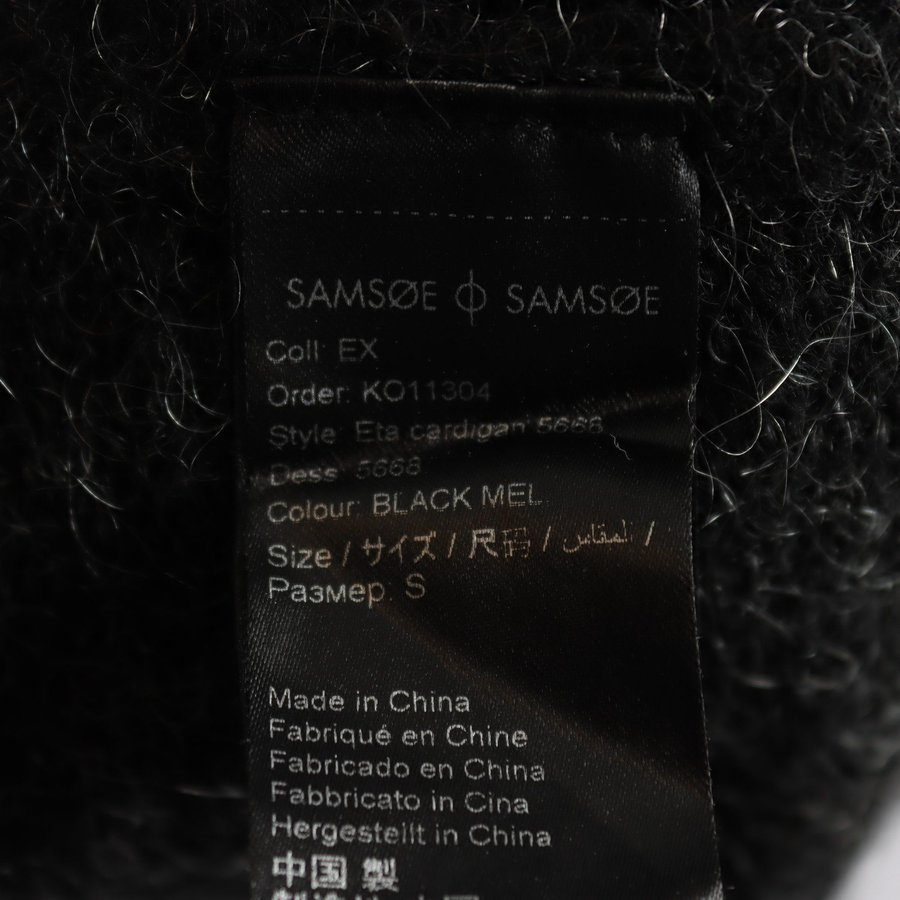 SAMSØE ϕ SAMSØE
Coll: EX
Order: KO11304
Style: Eta cardigan 5668
Dess: 5668
Colour: BLACK MEL.
Size / サイズ / 尺码 / المقاس /
Размер: S
Made in China
Fabriqué en Chine
Fabricado en China
Fabbricato in Cina
Hergestellt in China
中国 製